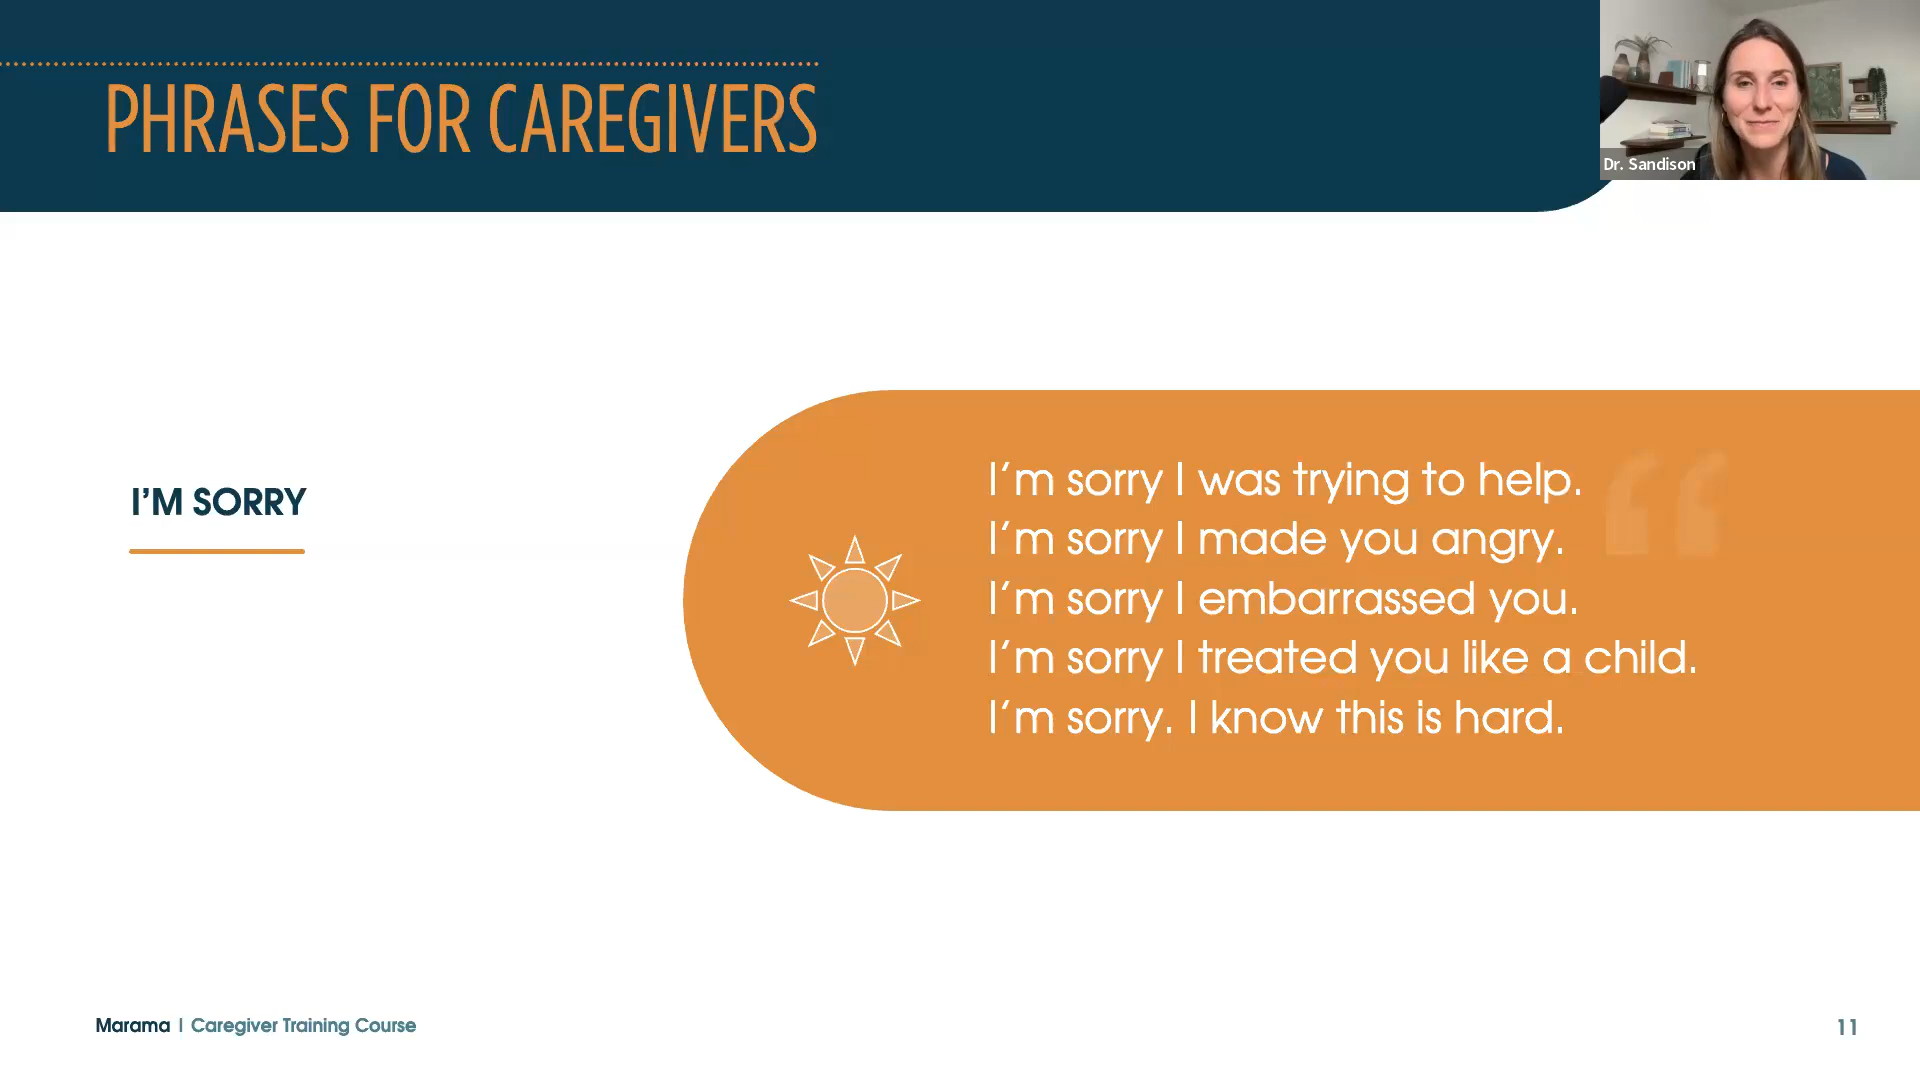 PHRASES FOR CAREGIVERS
Dr. Sandison
I’M SORRY
I’m sorry I was trying to help.
I’m sorry I made you angry.
I’m sorry I embarrassed you.
I’m sorry I treated you like a child.
I’m sorry. I know this is hard.
Marama | Caregiver Training Course
11